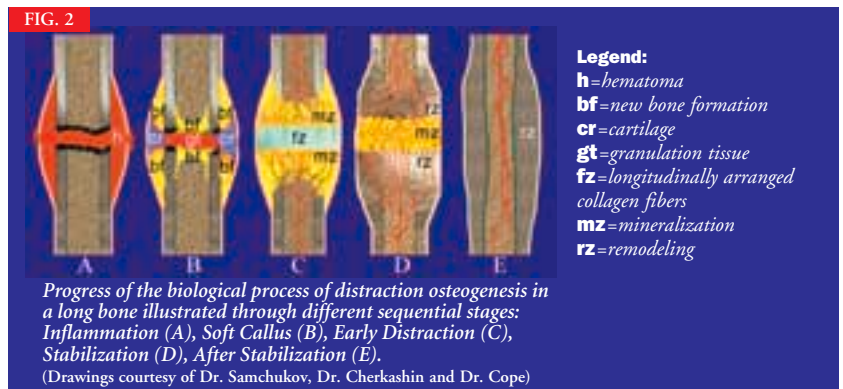 FIG. 2
Legend:
h=hematoma
bf=new bone formation
cr=cartilage
gt=granulation tissue
fz=longitudinally arranged
collagen fibers
mz=mineralization
rz=remodeling
h
bf bf
bf
gt
bf
bf bf
mz
fz
mz
rz
mz
rz
rz
A B C D E
Progress of the biological process of distraction osteogenesis in
a long bone illustrated through different sequential stages:
Inflammation (A), Soft Callus (B), Early Distraction (C),
Stabilization (D), After Stabilization (E).
(Drawings courtesy of Dr. Samchukov, Dr. Cherkashin and Dr. Cope)